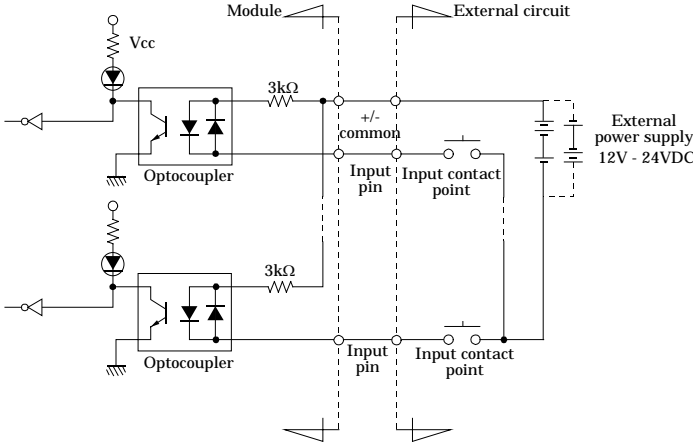 Module
External circuit
Vcc
3kΩ
+/-
common
External
power supply
12V - 24VDC
Optocoupler
Input
pin
Input contact
point
3kΩ
Optocoupler
Input
pin
Input contact
point